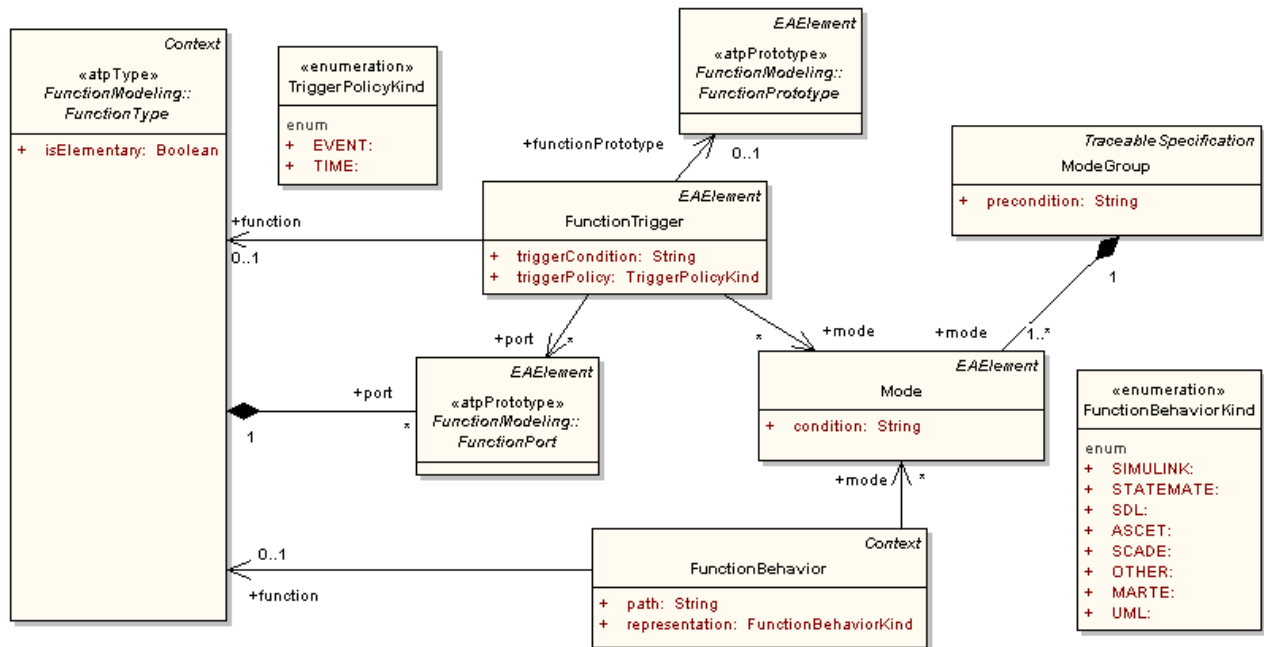 Context
«atpType»
FunctionModeling::
FunctionType
+ isElementary: Boolean
«enumeration»
TriggerPolicyKind
enum
+ EVENT:
+ TIME:
EAElement
«atpPrototype»
FunctionModeling::
FunctionPrototype
+functionPrototype
0..1
TraceableSpecification
ModeGroup
+ precondition: String
EAElement
FunctionTrigger
+ triggerCondition: String
+ triggerPolicy: TriggerPolicyKind
+function
0..1
1
+port
*
+mode
*
+mode
1..*
EAElement
«atpPrototype»
FunctionModeling::
FunctionPort
+port
1
*
EAElement
Mode
+ condition: String
«enumeration»
FunctionBehaviorKind
enum
+ SIMULINK:
+ STATEMATE:
+ SDL:
+ ASCET:
+ SCADE:
+ OTHER:
+ MARTE:
+ UML:
+mode
*
0..1
+function
Context
FunctionBehavior
+ path: String
+ representation: FunctionBehaviorKind